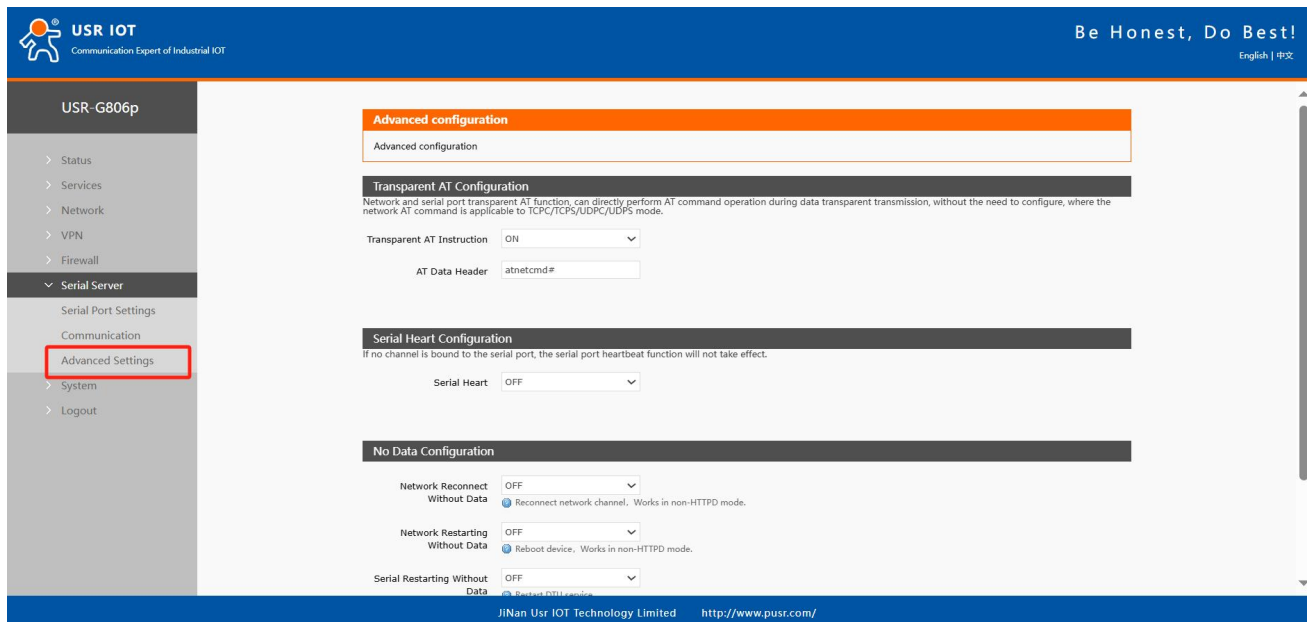 USR IOT
Communication Expert of Industrial IOT
Be Honest, Do Best!
English | 中文
USR-G806p
Status
Services
Network
VPN
Firewall
Serial Server
Serial Port Settings
Communication
Advanced Settings
System
Logout
Advanced configuration
Advanced configuration
Transparent AT Configuration
Network and serial port transparent AT function, can directly perform AT command operation during data transparent transmission, without the need to configure, where the
network AT command is applicable to TCPC/TCPS/UDPC/UDPS mode.
Transparent AT Instruction ON
AT Data Header atnetcmd#
Serial Heart Configuration
If no channel is bound to the serial port, the serial port heartbeat function will not take effect.
Serial Heart OFF
No Data Configuration
Network Reconnect OFF
Without Data Reconnect network channel, Works in non-HTTPD mode.
Network Restarting OFF
Without Data Reboot device, Works in non-HTTPD mode.
Serial Restarting Without OFF
Data Restart DTU service
JiNan Usr IOT Technology Limited http://www.pusr.com/